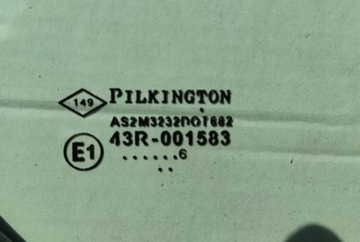 149 PILKINGTON
AS2M3232DOT682
E1 43R-001583
......6
..